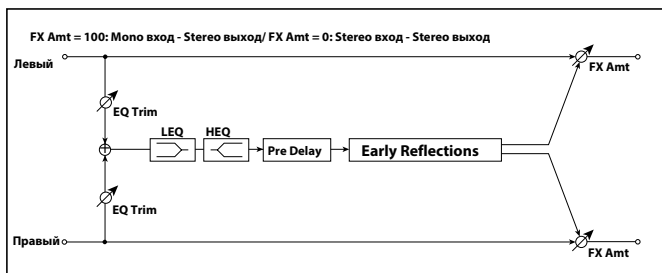 FX Amt = 100: Mono вход - Stereo выход/ FX Amt = 0: Stereo вход - Stereo выход
Левый
FX Amt
EQ Trim
LEQ HEQ
Pre Delay
Early Reflections
EQ Trim
Правый
FX Amt